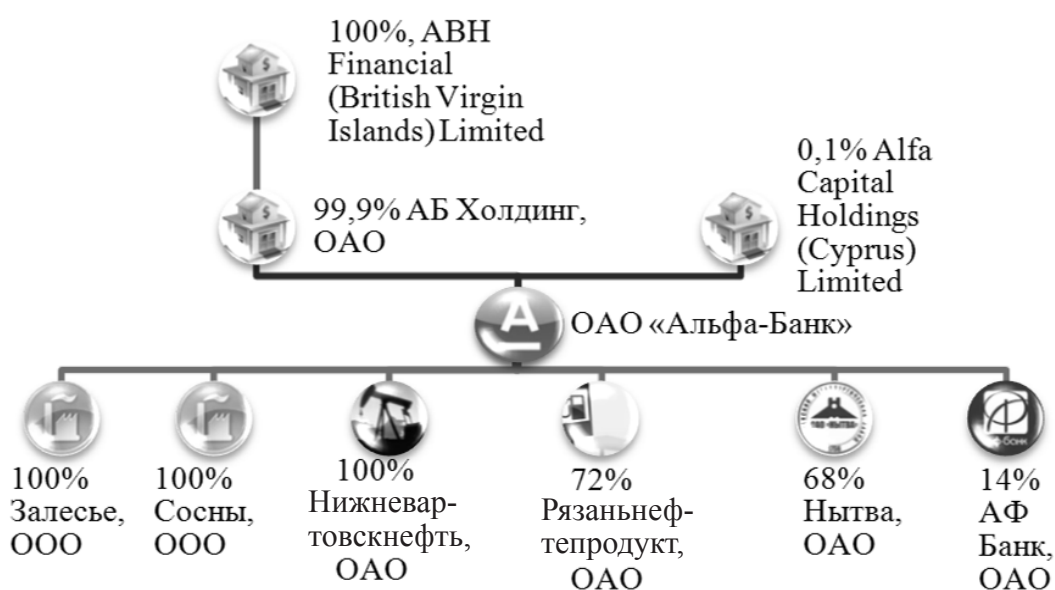 100%, ABH
Financial
(British Virgin
Islands) Limited
0,1% Alfa
Capital
Holdings
(Cyprus)
Limited
99,9% АБ Холдинг,
ОАО
ОАО «Альфа-Банк»
100%
Залесье,
ООО
100%
Сосны,
ООО
100%
Нижневар-
товскнефть,
ОАО
72%
Рязаньнеф-
тепродукт,
ОАО
68%
Нытва,
ОАО
14%
АФ
Банк,
ОАО